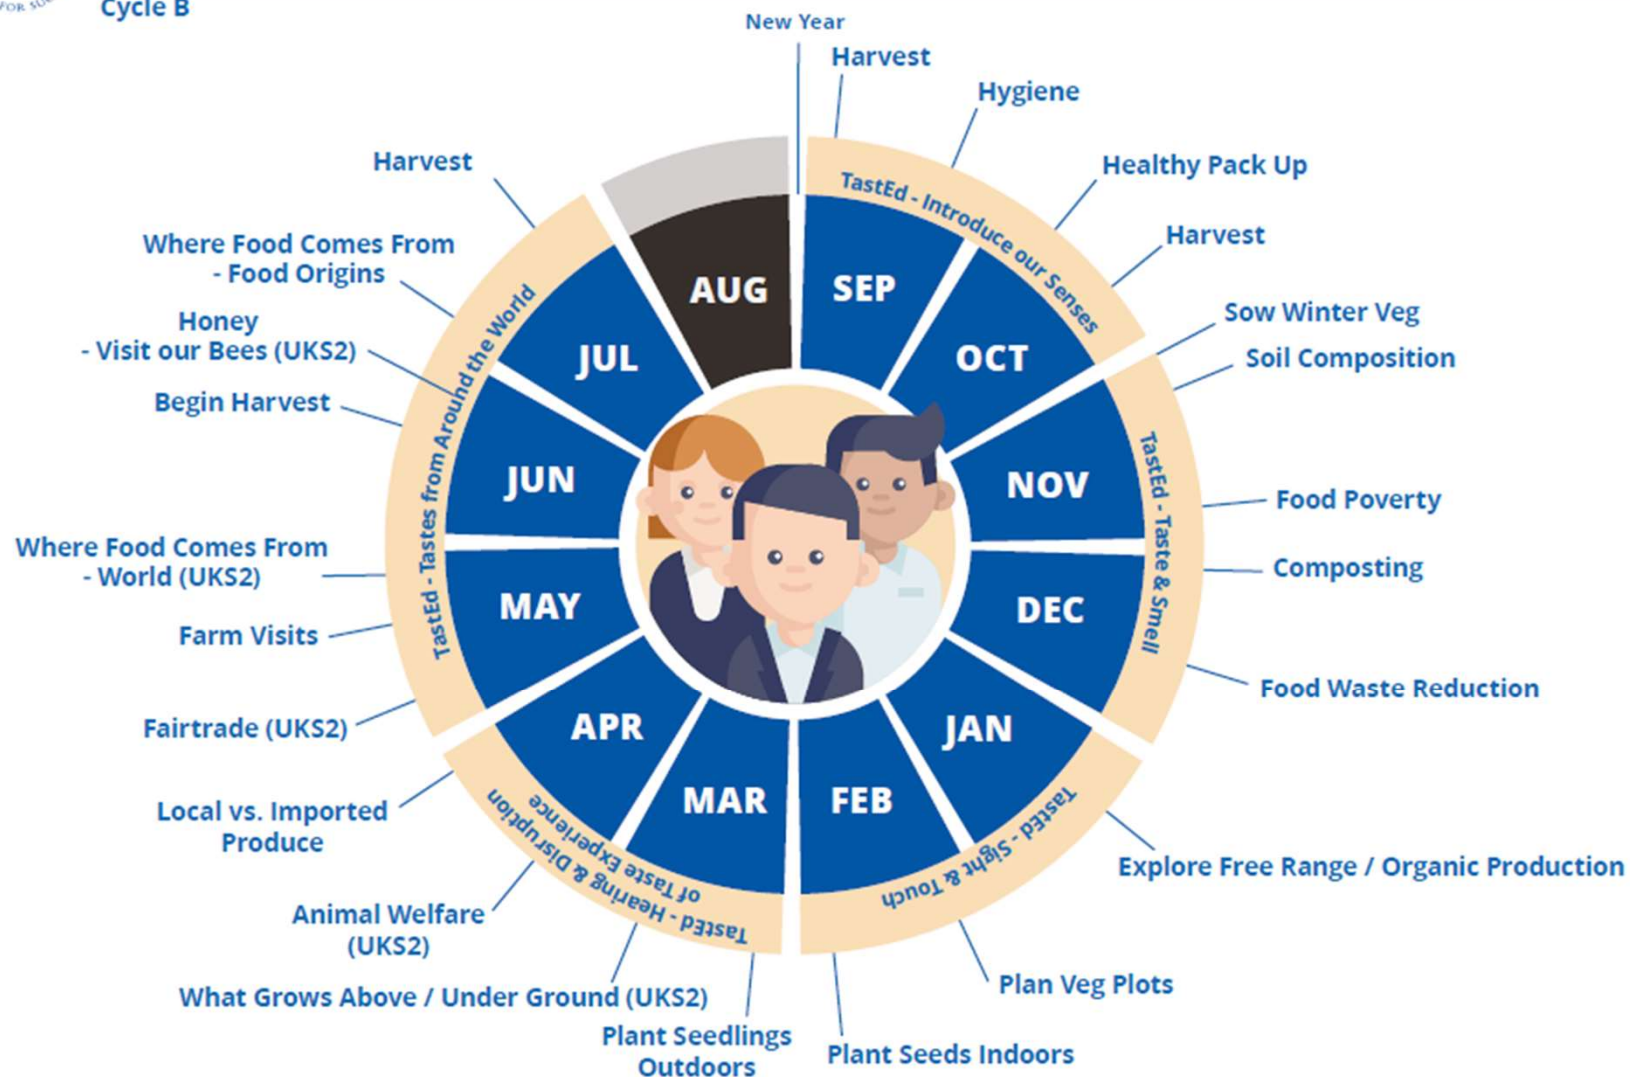 FOR SU
Cycle B
New Year
Harvest
Hygiene
Healthy Pack Up
Harvest
Sow Winter Veg
Soil Composition
Food Poverty
Composting
Food Waste Reduction
Explore Free Range / Organic Production
Plan Veg Plots
Plant Seeds Indoors
Plant Seedlings
Outdoors
What Grows Above / Under Ground (UKS2)
Animal Welfare
(UKS2)
Local vs. Imported
Produce
Fairtrade (UKS2)
Farm Visits
Where Food Comes From
- World (UKS2)
Begin Harvest
Honey
- Visit our Bees (UKS2)
Where Food Comes From
- Food Origins
Harvest
TastEd - Introduce our Senses
TastEd - Taste & Smell
TastEd - Sight & Touch
TastEd - Hearing & Disruption
of Taste Experience
TastEd - Tastes from Around the World
SEP
OCT
NOV
DEC
JAN
FEB
MAR
APR
MAY
JUN
JUL
AUG